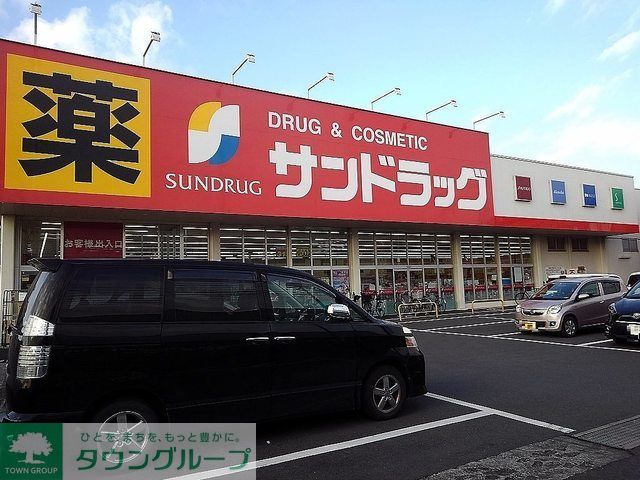 薬
SUNDRUG
DRUG & COSMETIC
サンドラッグ
お客様出入口
TOWN GROUP
ひとを、まちを、もっと豊かに。
タウングループ